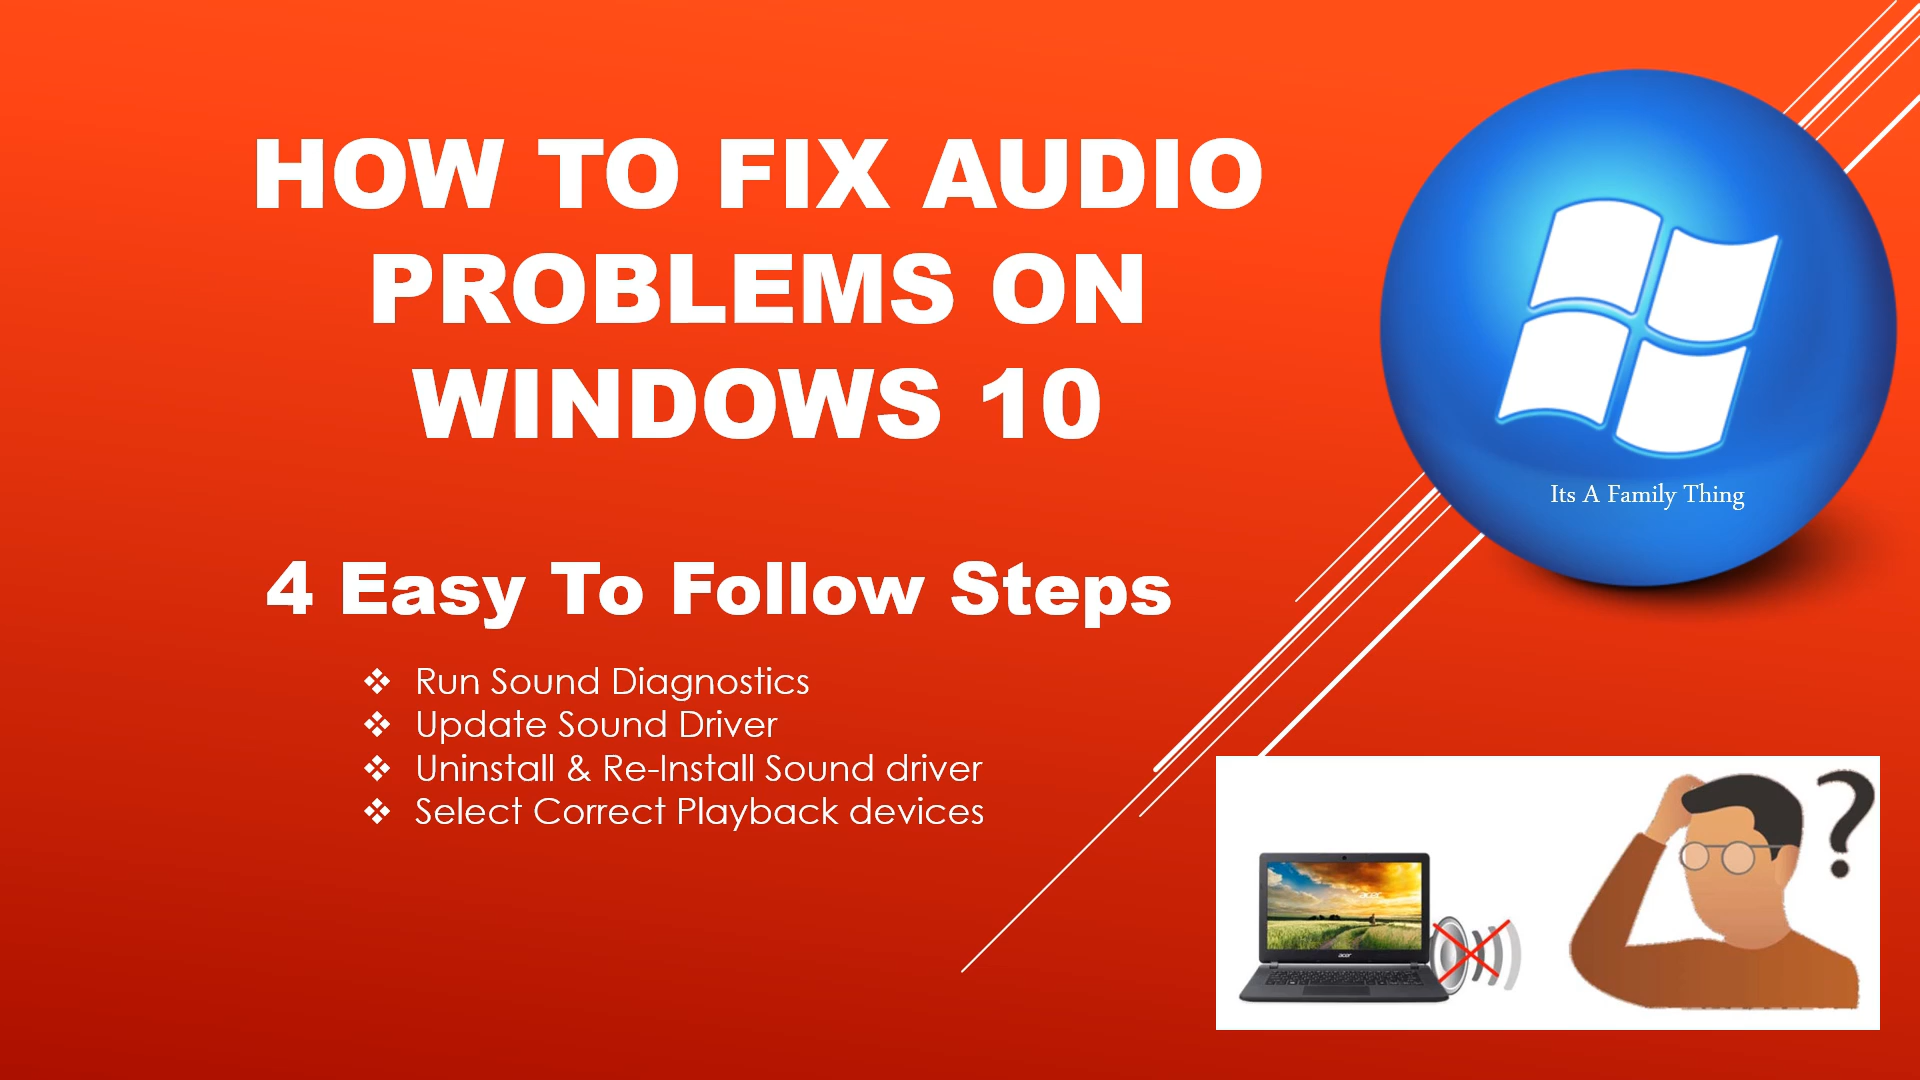 HOW TO FIX AUDIO
PROBLEMS ON
WINDOWS 10
Its A Family Thing
4 Easy To Follow Steps
❖ Run Sound Diagnostics
❖ Update Sound Driver
❖ Uninstall & Re-Install Sound driver
❖ Select Correct Playback devices
?
acer